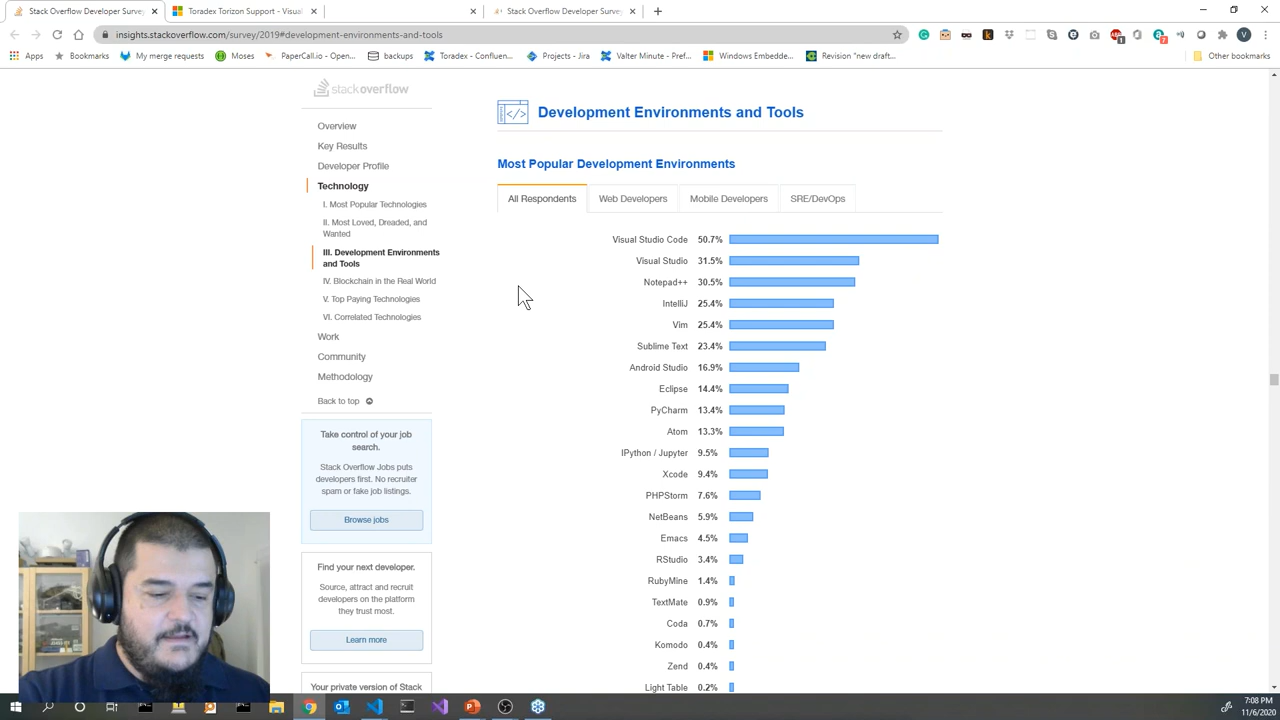 Stack Overflow Developer Survey
Toradex Torizon Support - Visual
Stack Overflow Developer Survey
insights.stackoverflow.com/survey/2019#development-environments-and-tools
Apps
Bookmarks
My merge requests
Moses
PaperCall.io - Open...
backups
Toradex - Confluen...
Projects - Jira
Valter Minute - Pref...
Windows Embedde...
Revision "new draft...
Other bookmarks
stackoverflow
Overview
Key Results
Developer Profile
Technology
I. Most Popular Technologies
II. Most Loved, Dreaded, and
Wanted
III. Development Environments
and Tools
IV. Blockchain in the Real World
V. Top Paying Technologies
VI. Correlated Technologies
Work
Community
Methodology
Back to top
Take control of your job
search.
Stack Overflow Jobs puts
developers first. No recruiter
spam or fake job listings.
Browse jobs
Find your next developer.
Source, attract and recruit
developers on the platform
they trust most.
Learn more
Your private version of Stack
Development Environments and Tools
Most Popular Development Environments
All Respondents
Web Developers
Mobile Developers
SRE/DevOps
Visual Studio Code 50.7%
Visual Studio 31.5%
Notepad++ 30.5%
IntelliJ 25.4%
Vim 25.4%
Sublime Text 23.4%
Android Studio 16.9%
Eclipse 14.4%
PyCharm 13.4%
Atom 13.3%
IPython / Jupyter 9.5%
Xcode 9.4%
PHPStorm 7.6%
NetBeans 5.9%
Emacs 4.5%
RStudio 3.4%
RubyMine 1.4%
TextMate 0.9%
Coda 0.7%
Komodo 0.4%
Zend 0.4%
Light Table 0.2%
7:08 PM
11/6/2020